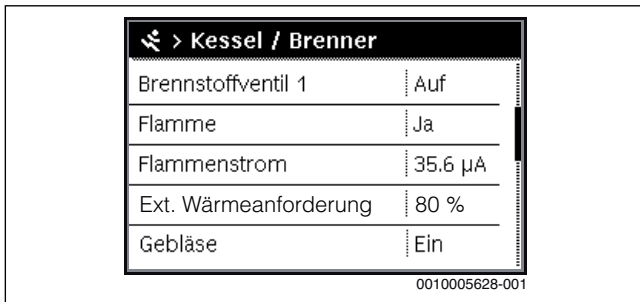 > Kessel / Brenner
Brennstoffventil 1 Auf
Flamme Ja
Flammenstrom 35.6 µA
Ext. Wärmeanforderung 80 %
Gebläse Ein
0010005628-001